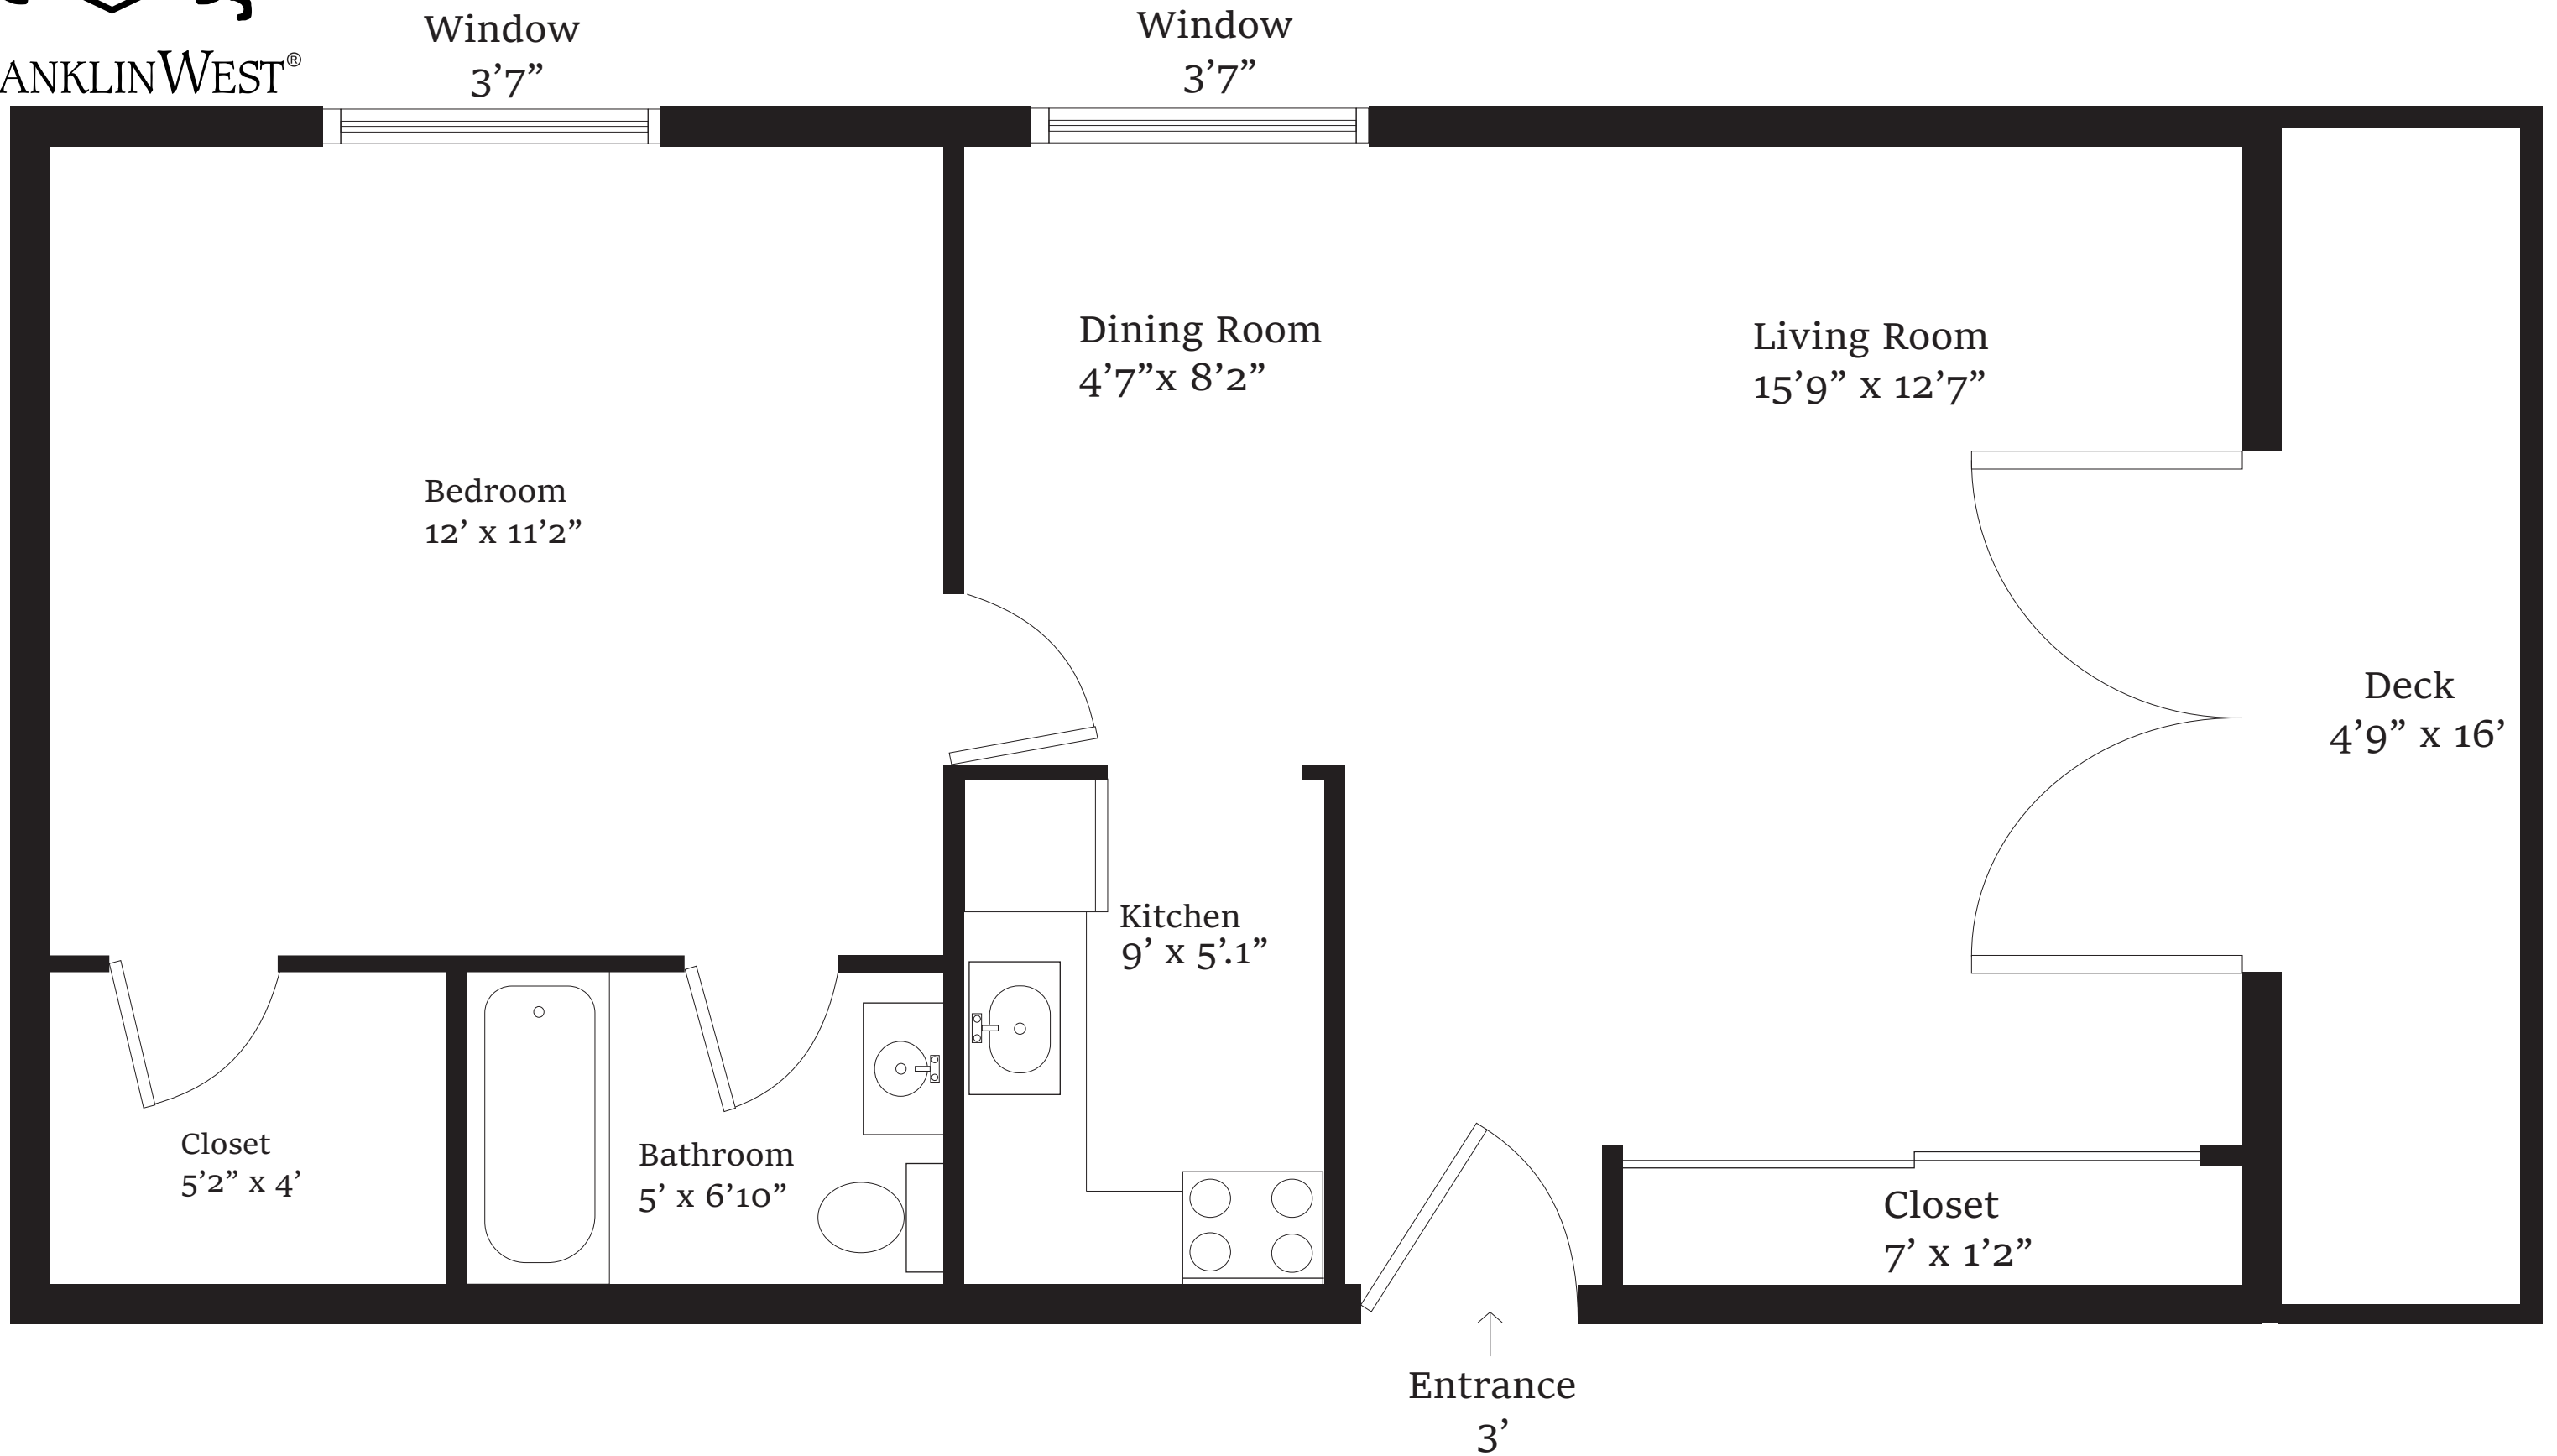 ANKLINWEST®
Window
3’7”
Window
3’7”
Dining Room
4’7”x 8’2”
Living Room
15’9” x 12’7”
Bedroom
12’ x 11’2”
Deck
4’9” x 16'
Kitchen
9’ x 5’.1”
Closet
5’2” x 4’
Bathroom
5’ x 6’10”
Closet
7’ x 1’2”
Entrance
3’